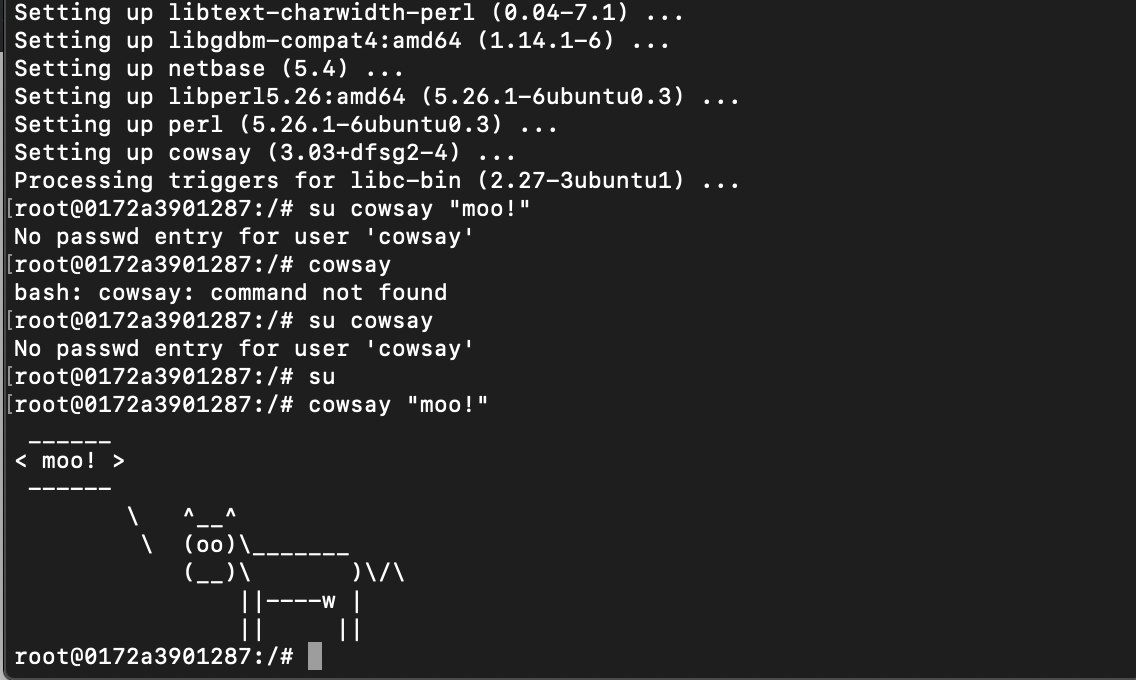 Setting up libtext-charwidth-perl (0.04-7.1) ...
Setting up libgdbm-compat4:amd64 (1.14.1-6) ...
Setting up netbase (5.4) ...
Setting up libperl5.26:amd64 (5.26.1-6ubuntu0.3) ...
Setting up perl (5.26.1-6ubuntu0.3) ...
Setting up cowsay (3.03+dfsg2-4) ...
Processing triggers for libc-bin (2.27-3ubuntu1) ...
[root@0172a3901287:/# su cowsay "moo!"
No passwd entry for user 'cowsay'
[root@0172a3901287:/# cowsay
bash: cowsay: command not found
[root@0172a3901287:/# su cowsay
No passwd entry for user 'cowsay'
[root@0172a3901287:/# su
[root@0172a3901287:/# cowsay "moo!"
 ______
< moo! >
 ------
        \   ^__^
         \  (oo)\_______
            (__)\       )\/\
                ||----w |
                ||     ||
root@0172a3901287:/#